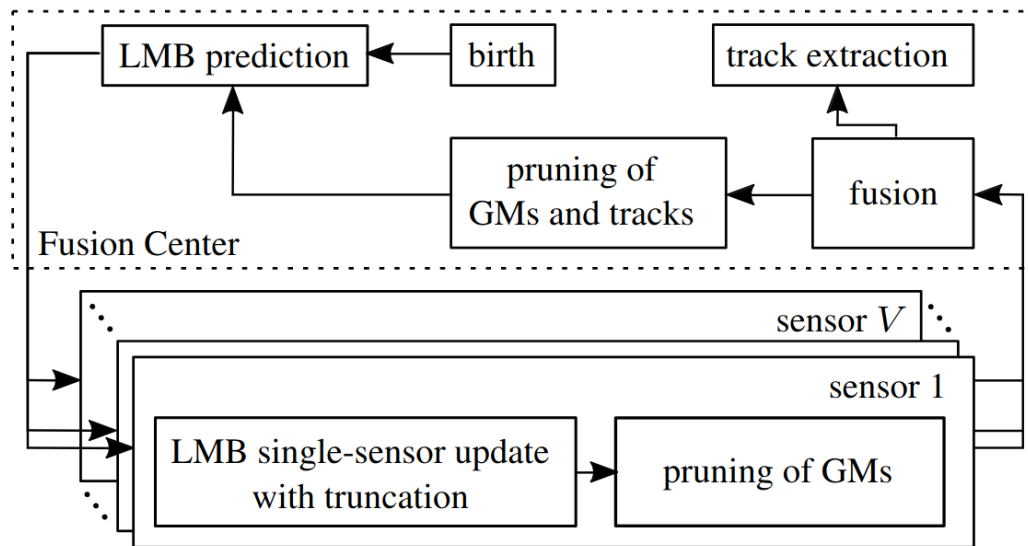 LMB prediction
birth
track extraction
pruning of
GMs and tracks
fusion
Fusion Center
sensor V
sensor 1
LMB single-sensor update
with truncation
pruning of GMs